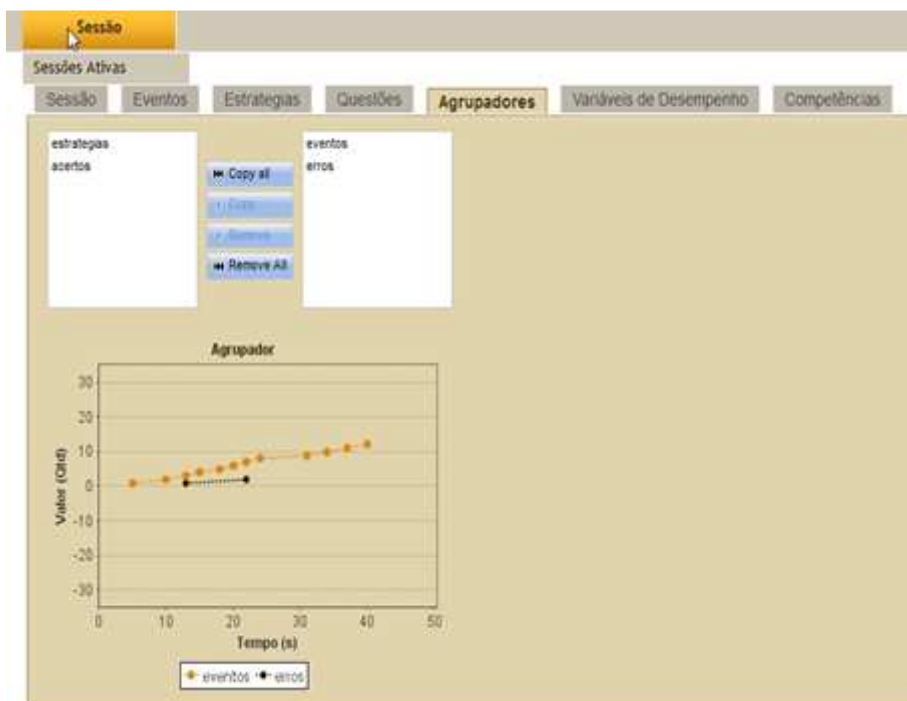 Sessão
Sessões Ativas
Sessão Eventos Estrategias Questões Agrupadores Variáveis de Desempenho Competências
estrategias
acertos
Copy all
Copy
Remove
Remove All
eventos
erros
Agrupador
Valor (Qtd)
30
20
10
0
-10
-20
-30
0 10 20 30 40 50
Tempo (s)
eventos erros